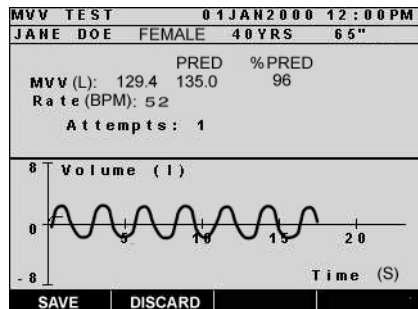 MVV TEST 01JAN2000 12:00PM
JANE DOE FEMALE 40YRS 65"
PRED %PRED
MVV (L): 129.4 135.0 96
Rate (BPM): 52
Attempts: 1
8 Volume (l)
0 5 10 15 20
-8 Time (S)
SAVE DISCARD